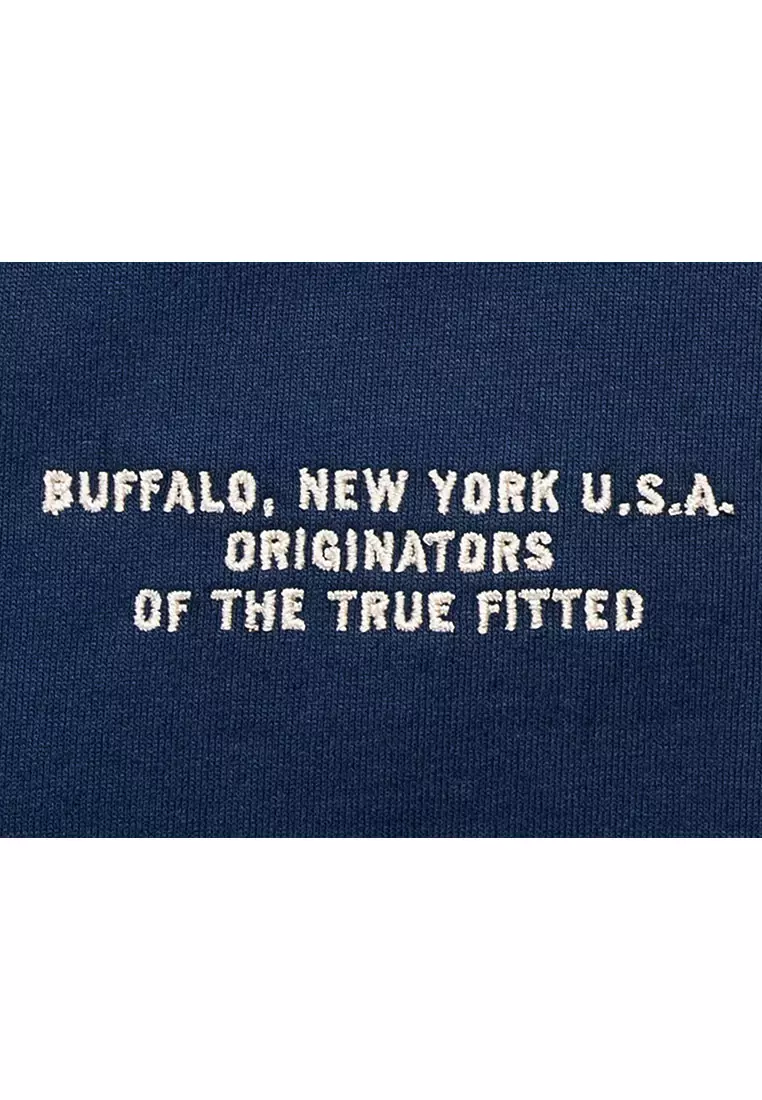 BUFFALO, NEW YORK U.S.A.
ORIGINATORS
OF THE TRUE FITTED